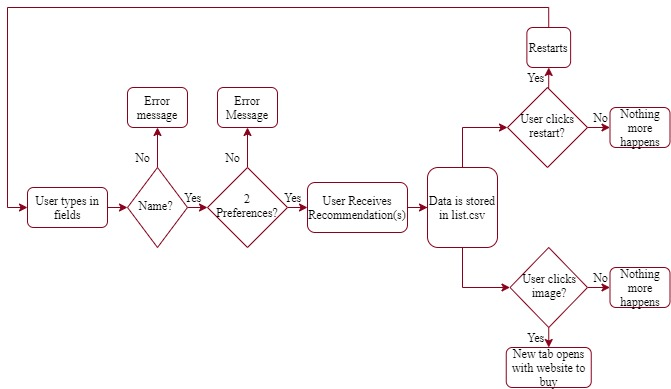 Restarts
Yes
User clicks
restart?
No
Nothing
more
happens
Error
message
Error
Message
No
No
User types in
fields
Name?
Yes
2
Preferences?
Yes
User Receives
Recommendation(s)
Data is stored
in list.csv
User clicks
image?
No
Nothing
more
happens
Yes
New tab opens
with website to
buy